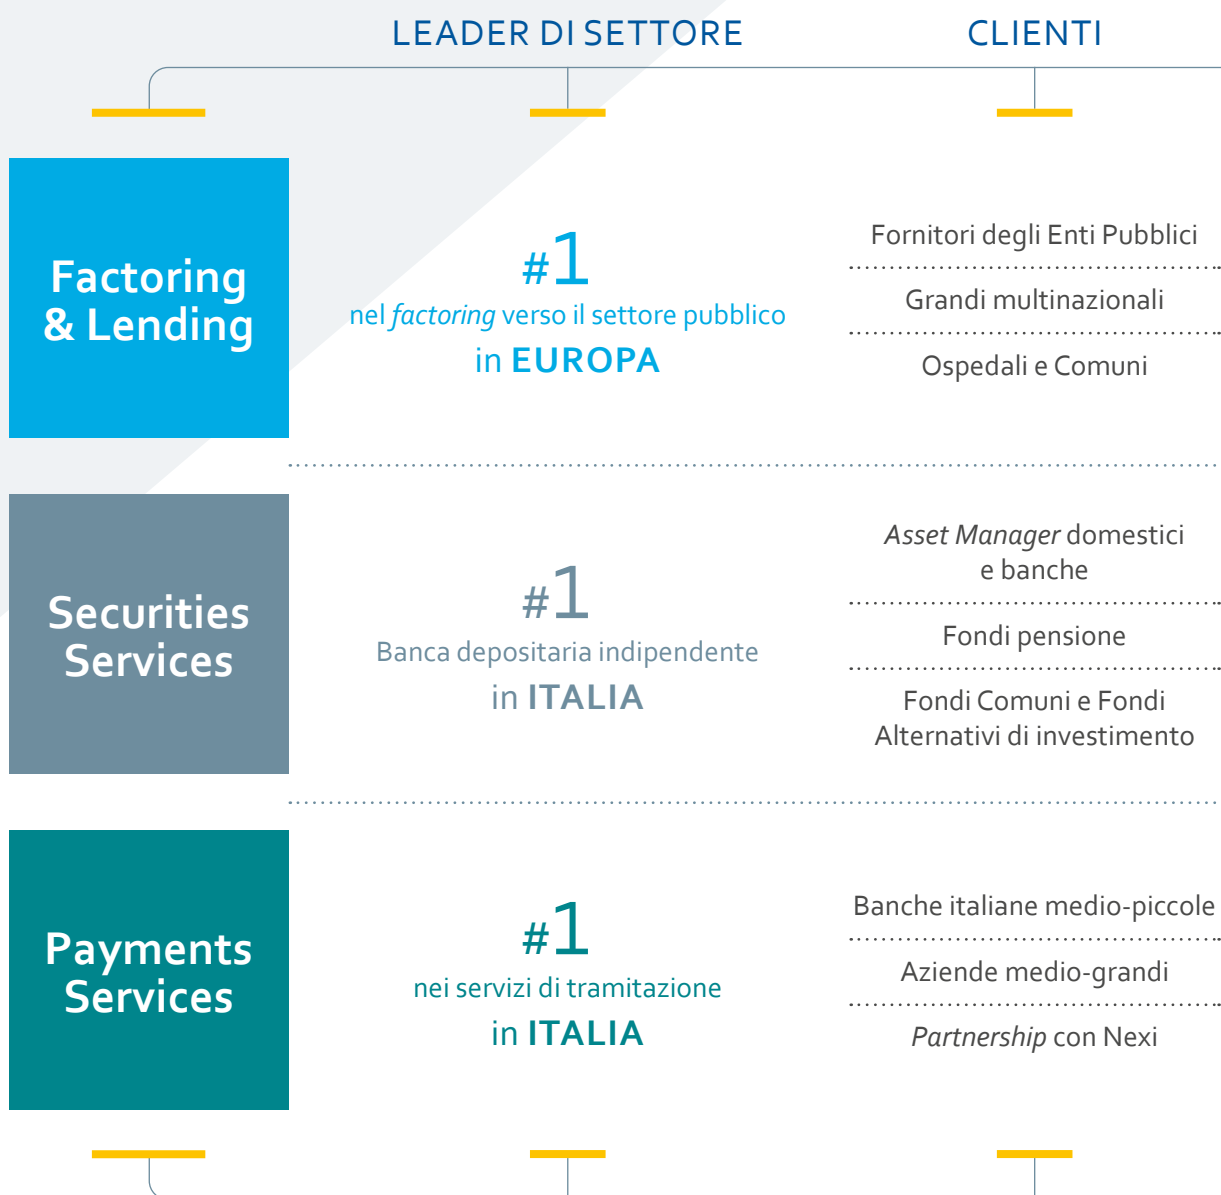 LEADER DI SETTORE
CLIENTI
Factoring
& Lending
#1
nel factoring verso il settore pubblico
in EUROPA
Fornitori degli Enti Pubblici
Grandi multinazionali
Ospedali e Comuni
Securities
Services
#1
Banca depositaria indipendente
in ITALIA
Asset Manager domestici
e banche
Fondi pensione
Fondi Comuni e Fondi
Alternativi di investimento
Payments
Services
#1
nei servizi di tramitazione
in ITALIA
Banche italiane medio-piccole
Aziende medio-grandi
Partnership con Nexi